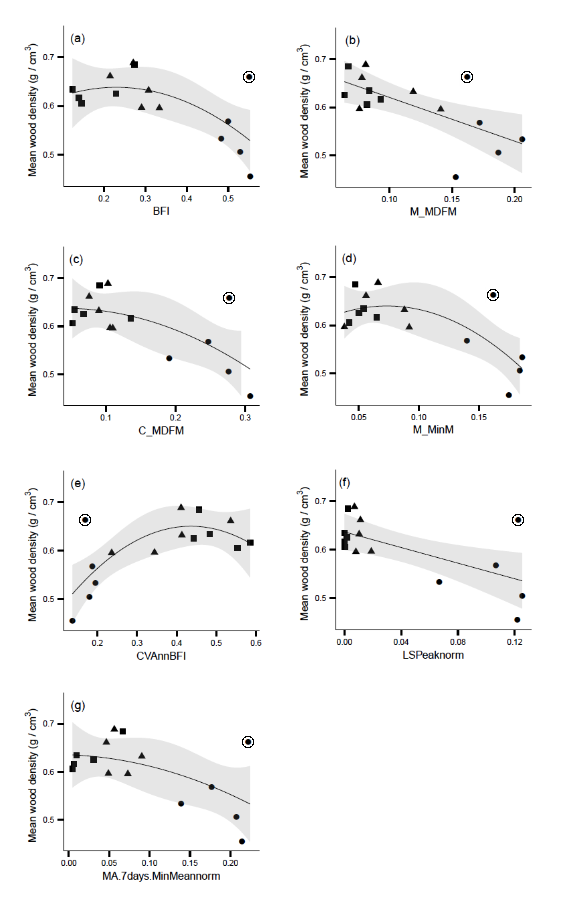 (a)
Mean wood density (g / cm³)
0.7
0.6
0.5
0.2 0.3 0.4 0.5
BFI
(b)
Mean wood density (g / cm³)
0.7
0.6
0.5
0.10 0.15 0.20
M_MDFM
(c)
Mean wood density (g / cm³)
0.7
0.6
0.5
0.1 0.2 0.3
C_MDFM
(d)
Mean wood density (g / cm³)
0.7
0.6
0.5
0.05 0.10 0.15
M_MinM
(e)
Mean wood density (g / cm³)
0.7
0.6
0.5
0.2 0.3 0.4 0.5 0.6
CVAnnBFI
(f)
Mean wood density (g / cm³)
0.7
0.6
0.5
0.00 0.04 0.08 0.12
LSPeaknorm
(g)
Mean wood density (g / cm³)
0.7
0.6
0.5
0.00 0.05 0.10 0.15 0.20
MA.7days.MinMeannorm